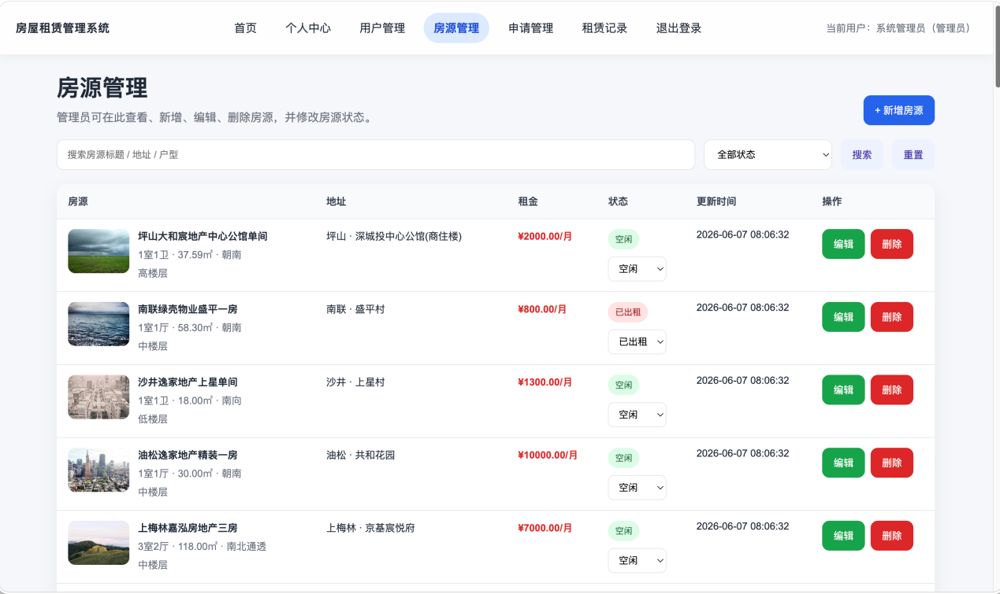 房屋租赁管理系统 首页 个人中心 用户管理 房源管理 申请管理 租赁记录 退出登录 当前用户：系统管理员（管理员）
房源管理
管理员可在此查看、新增、编辑、删除房源，并修改房源状态。
+ 新增房源
搜索房源标题 / 地址 / 户型 全部状态 搜索 重置
房源 地址 租金 状态 更新时间 操作
坪山大和宸地产中心公馆单间 坪山 · 深城投中心公馆(商住楼) ¥2000.00/月 空闲 2026-06-07 08:06:32 编辑 删除
1室1卫 · 37.59㎡ · 朝南
高楼层 空闲
南联绿壳物业盛平一房 南联 · 盛平村 ¥800.00/月 已出租 2026-06-07 08:06:32 编辑 删除
1室1厅 · 58.30㎡ · 朝南
中楼层 已出租
沙井逸家地产上星单间 沙井 · 上星村 ¥1300.00/月 空闲 2026-06-07 08:06:32 编辑 删除
1室1卫 · 18.00㎡ · 南向
低楼层 空闲
油松逸家地产精装一房 油松 · 共和花园 ¥10000.00/月 空闲 2026-06-07 08:06:32 编辑 删除
1室1厅 · 30.00㎡ · 朝南
中楼层 空闲
上梅林嘉泓房地产三房 上梅林 · 京基宸悦府 ¥7000.00/月 空闲 2026-06-07 08:06:32 编辑 删除
3室2厅 · 118.00㎡ · 南北通透
中楼层 空闲